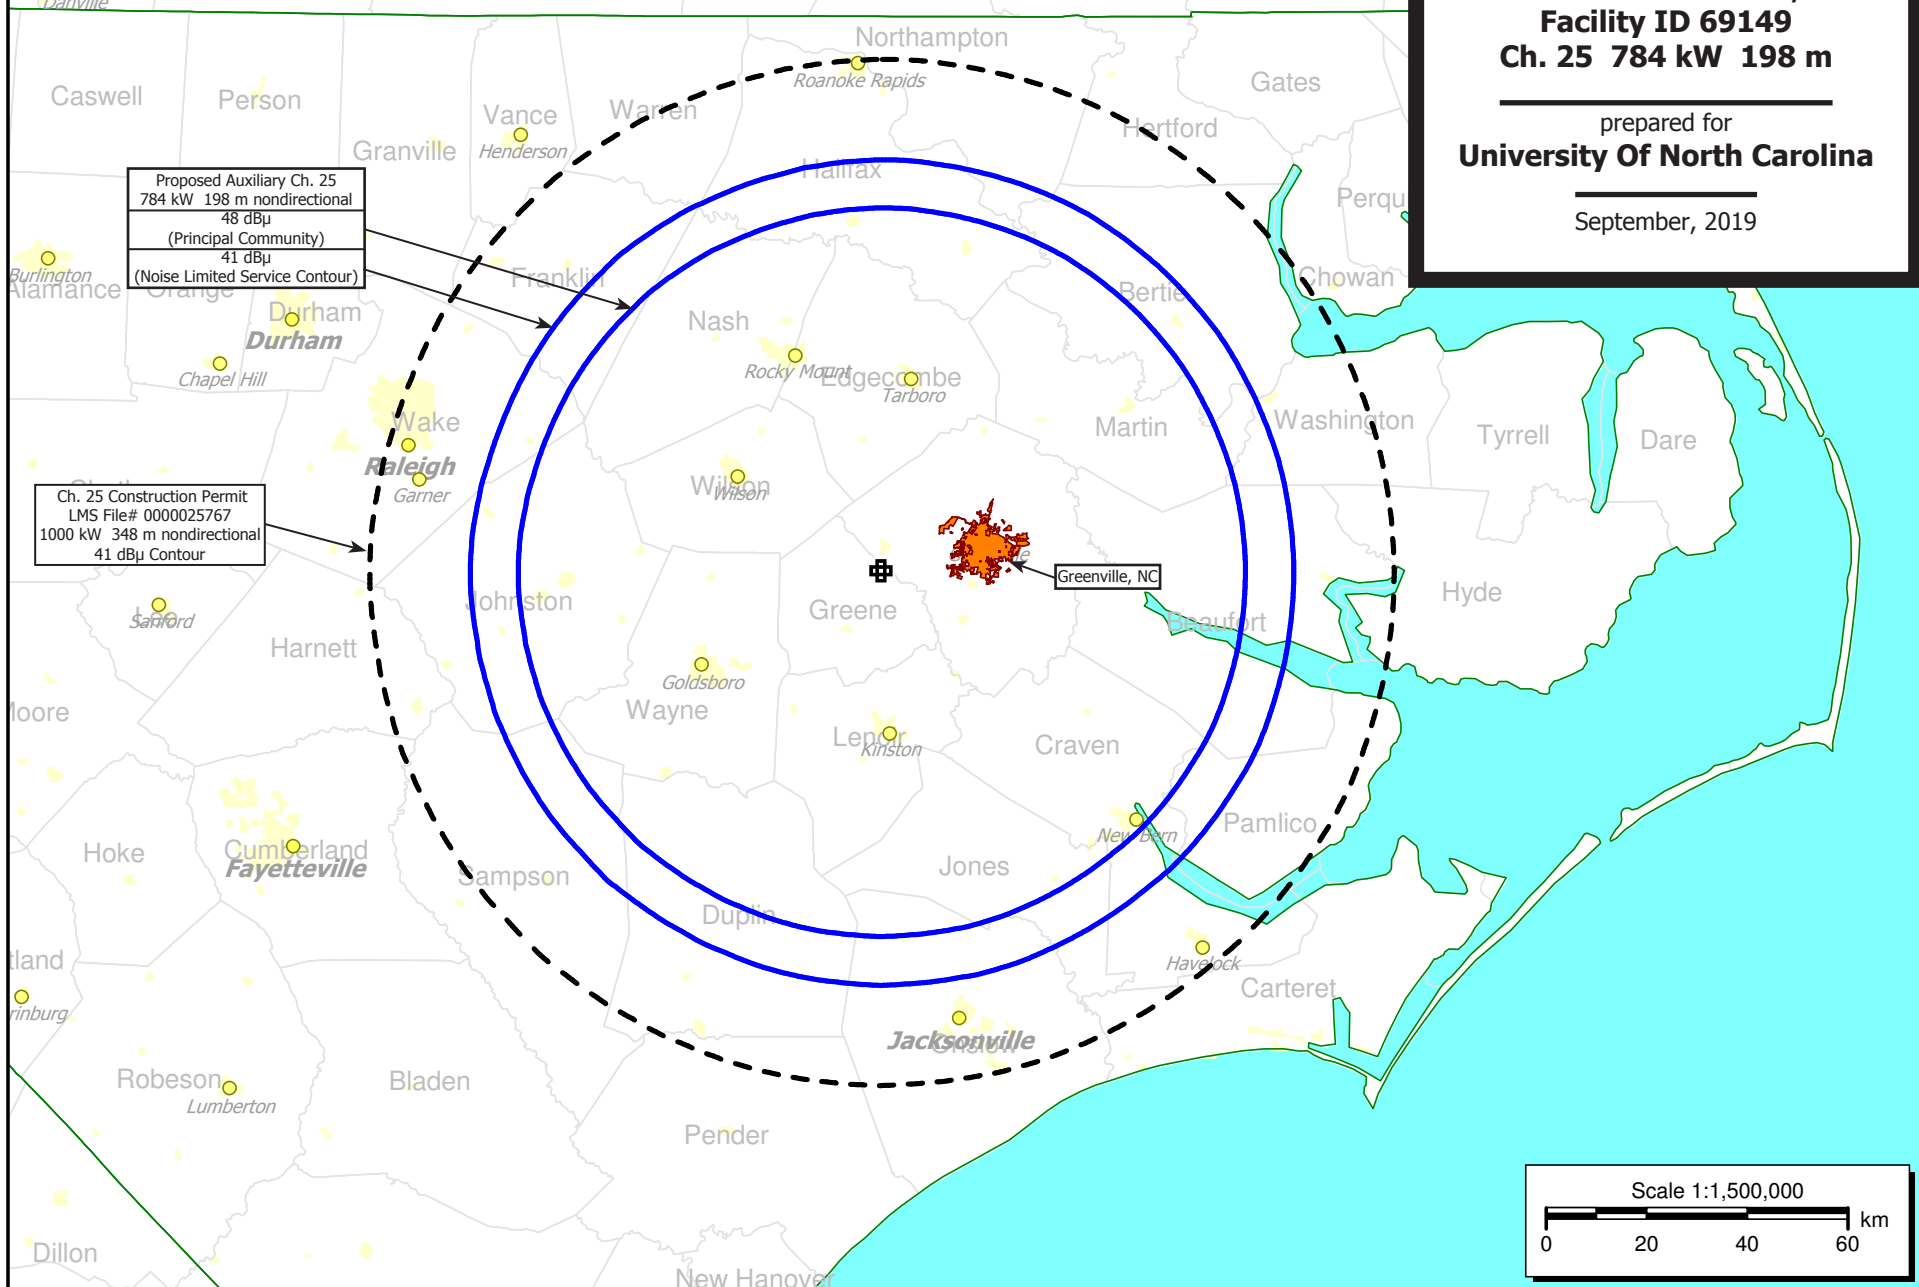 Danville
Facility ID 69149
Ch. 25 784 kW 198 m
prepared for
University Of North Carolina
September, 2019
Northampton
Roanoke Rapids
Gates
Caswell
Person
Vance
Henderson
Warren
Granville
Hertford
Halifax
Perqu
Proposed Auxiliary Ch. 25
784 kW 198 m nondirectional
48 dBµ
(Principal Community)
41 dBµ
(Noise Limited Service Contour)
Burlington
Alamance
Orange
Franklin
Bertie
Chowan
Durham
Durham
Nash
Chapel Hill
Rocky Mount
Edgecombe
Tarboro
Wake
Raleigh
Garner
Martin
Washington
Tyrrell
Dare
Wilson
Wilson
Ch. 25 Construction Permit
LMS File# 0000025767
1000 kW 348 m nondirectional
41 dBµ Contour
Greenville, NC
Lee
Sanford
Harnett
Johnston
Greene
Beaufort
Hyde
Goldsboro
Wayne
Lenoir
Kinston
Craven
Moore
Hoke
Cumberland
Fayetteville
Sampson
Jones
New Bern
Pamlico
Duplin
tland
rinburg
Havelock
Carteret
Jacksonville
Onslow
Robeson
Lumberton
Bladen
Pender
Dillon
New Hanover
Scale 1:1,500,000
km
0 20 40 60